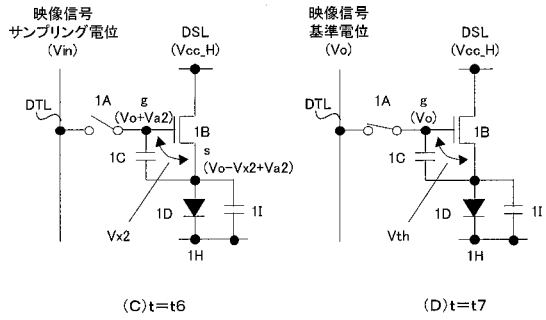 映像信号
サンプリング電位
(Vin)
DSL
(Vcc_H)
DTL
1A
g
(Vo+Va2)
1B
1C
s
(Vo-Vx2+Va2)
1D
1I
Vx2
1H
(C)t=t6
映像信号
基準電位
(Vo)
DSL
(Vcc_H)
DTL
1A
g
(Vo)
1B
1C
s
1D
1I
Vth
1H
(D)t=t7